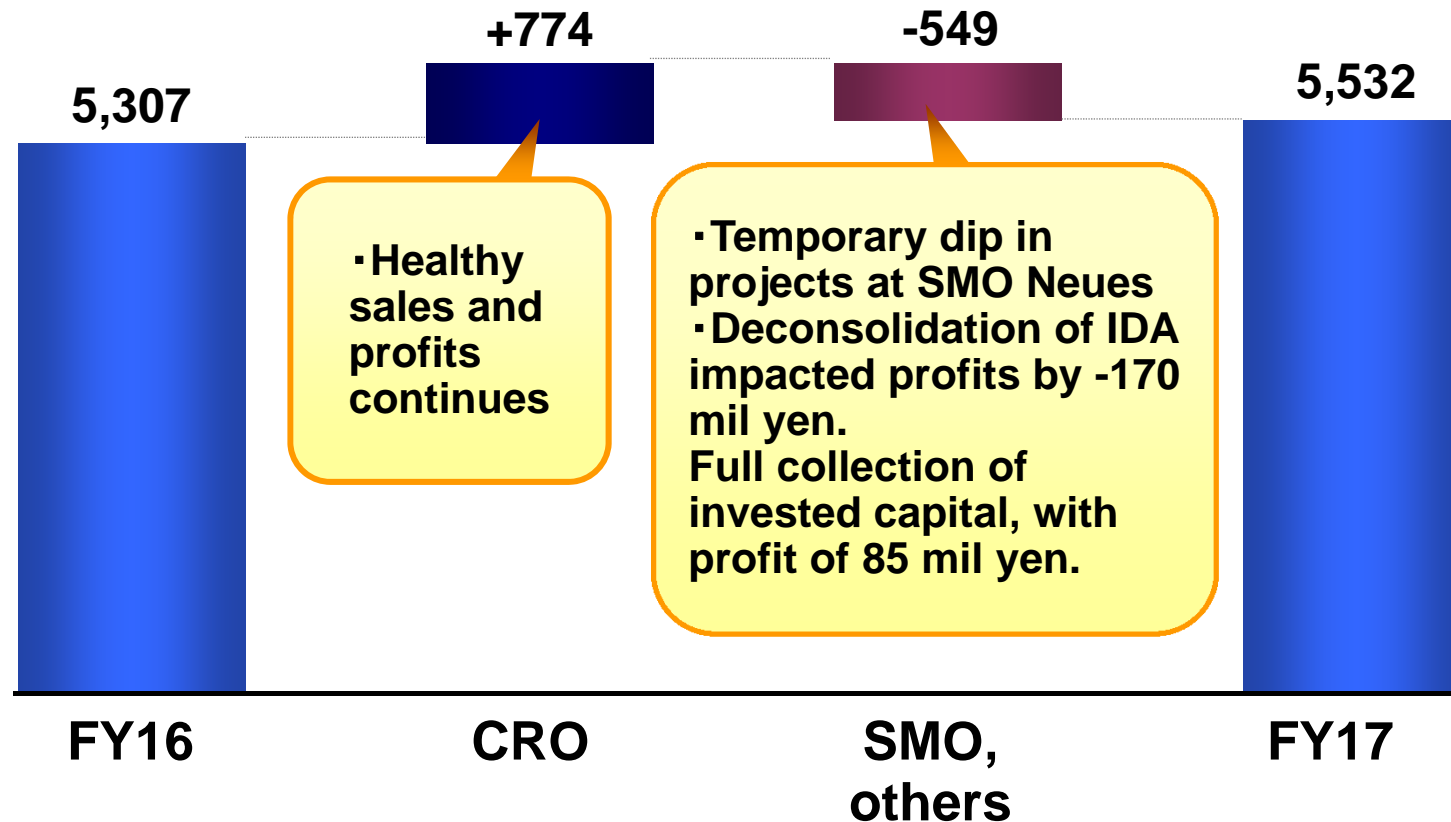 +774
-549
5,307
5,532
・Healthy
sales and
profits
continues
・Temporary dip in
projects at SMO Neues
・Deconsolidation of IDA
impacted profits by -170
mil yen.
Full collection of
invested capital, with
profit of 85 mil yen.
FY16
CRO
SMO,
others
FY17